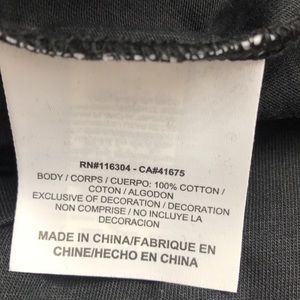 RN#116304 - CA#41675
BODY / CORPS / CUERPO: 100% COTTON /
COTON / ALGODON
EXCLUSIVE OF DECORATION / DECORATION
NON COMPRISE / NO INCLUYE LA
DECORACION
MADE IN CHINA/FABRIQUE EN
CHINE/HECHO EN CHINA